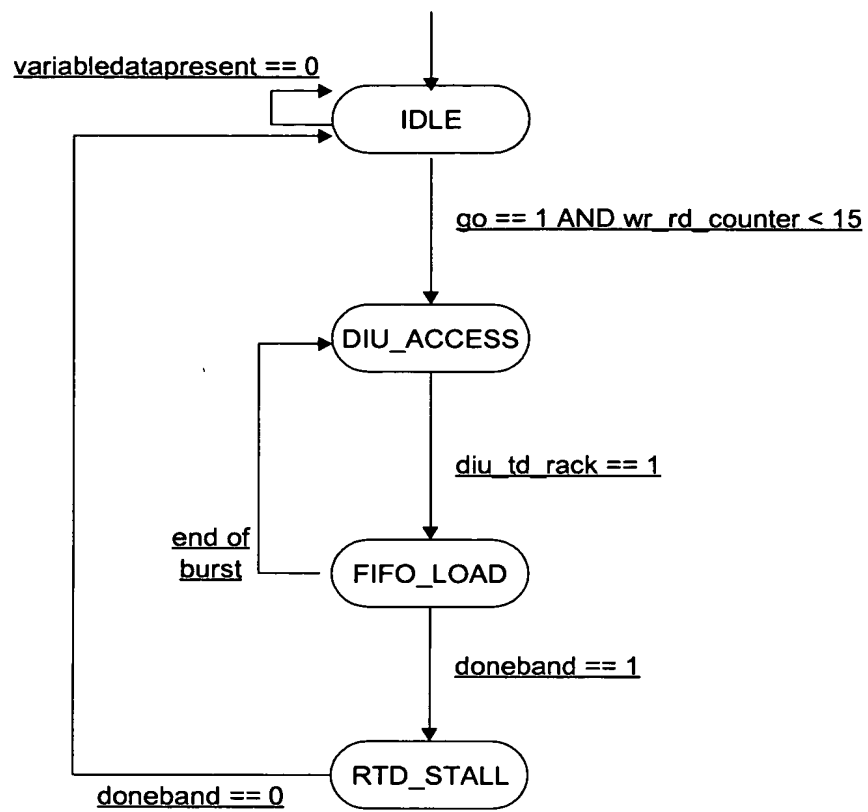 variabledatapresent == 0
IDLE
go == 1 AND wr_rd_counter < 15
DIU_ACCESS
diu_td_rack == 1
end of
burst
FIFO_LOAD
doneband == 1
RTD_STALL
doneband == 0